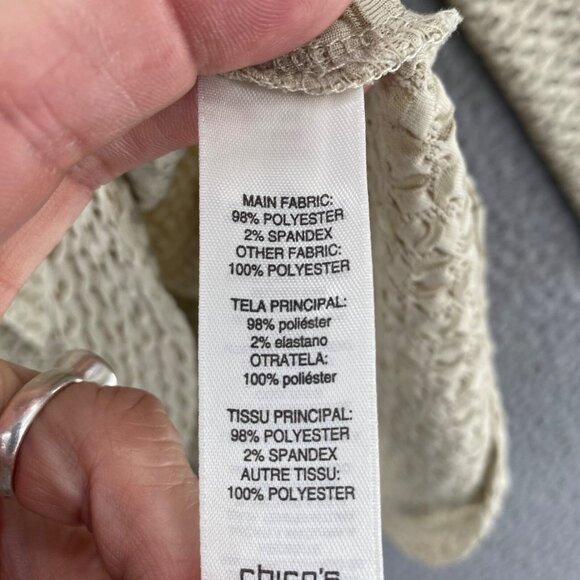 MAIN FABRIC:
98% POLYESTER
2% SPANDEX
OTHER FABRIC:
100% POLYESTER
TELA PRINCIPAL:
98% poliéster
2% elastano
OTRATELA:
100% poliéster
TISSU PRINCIPAL:
98% POLYESTER
2% SPANDEX
AUTRE TISSU:
100% POLYESTER
chico's